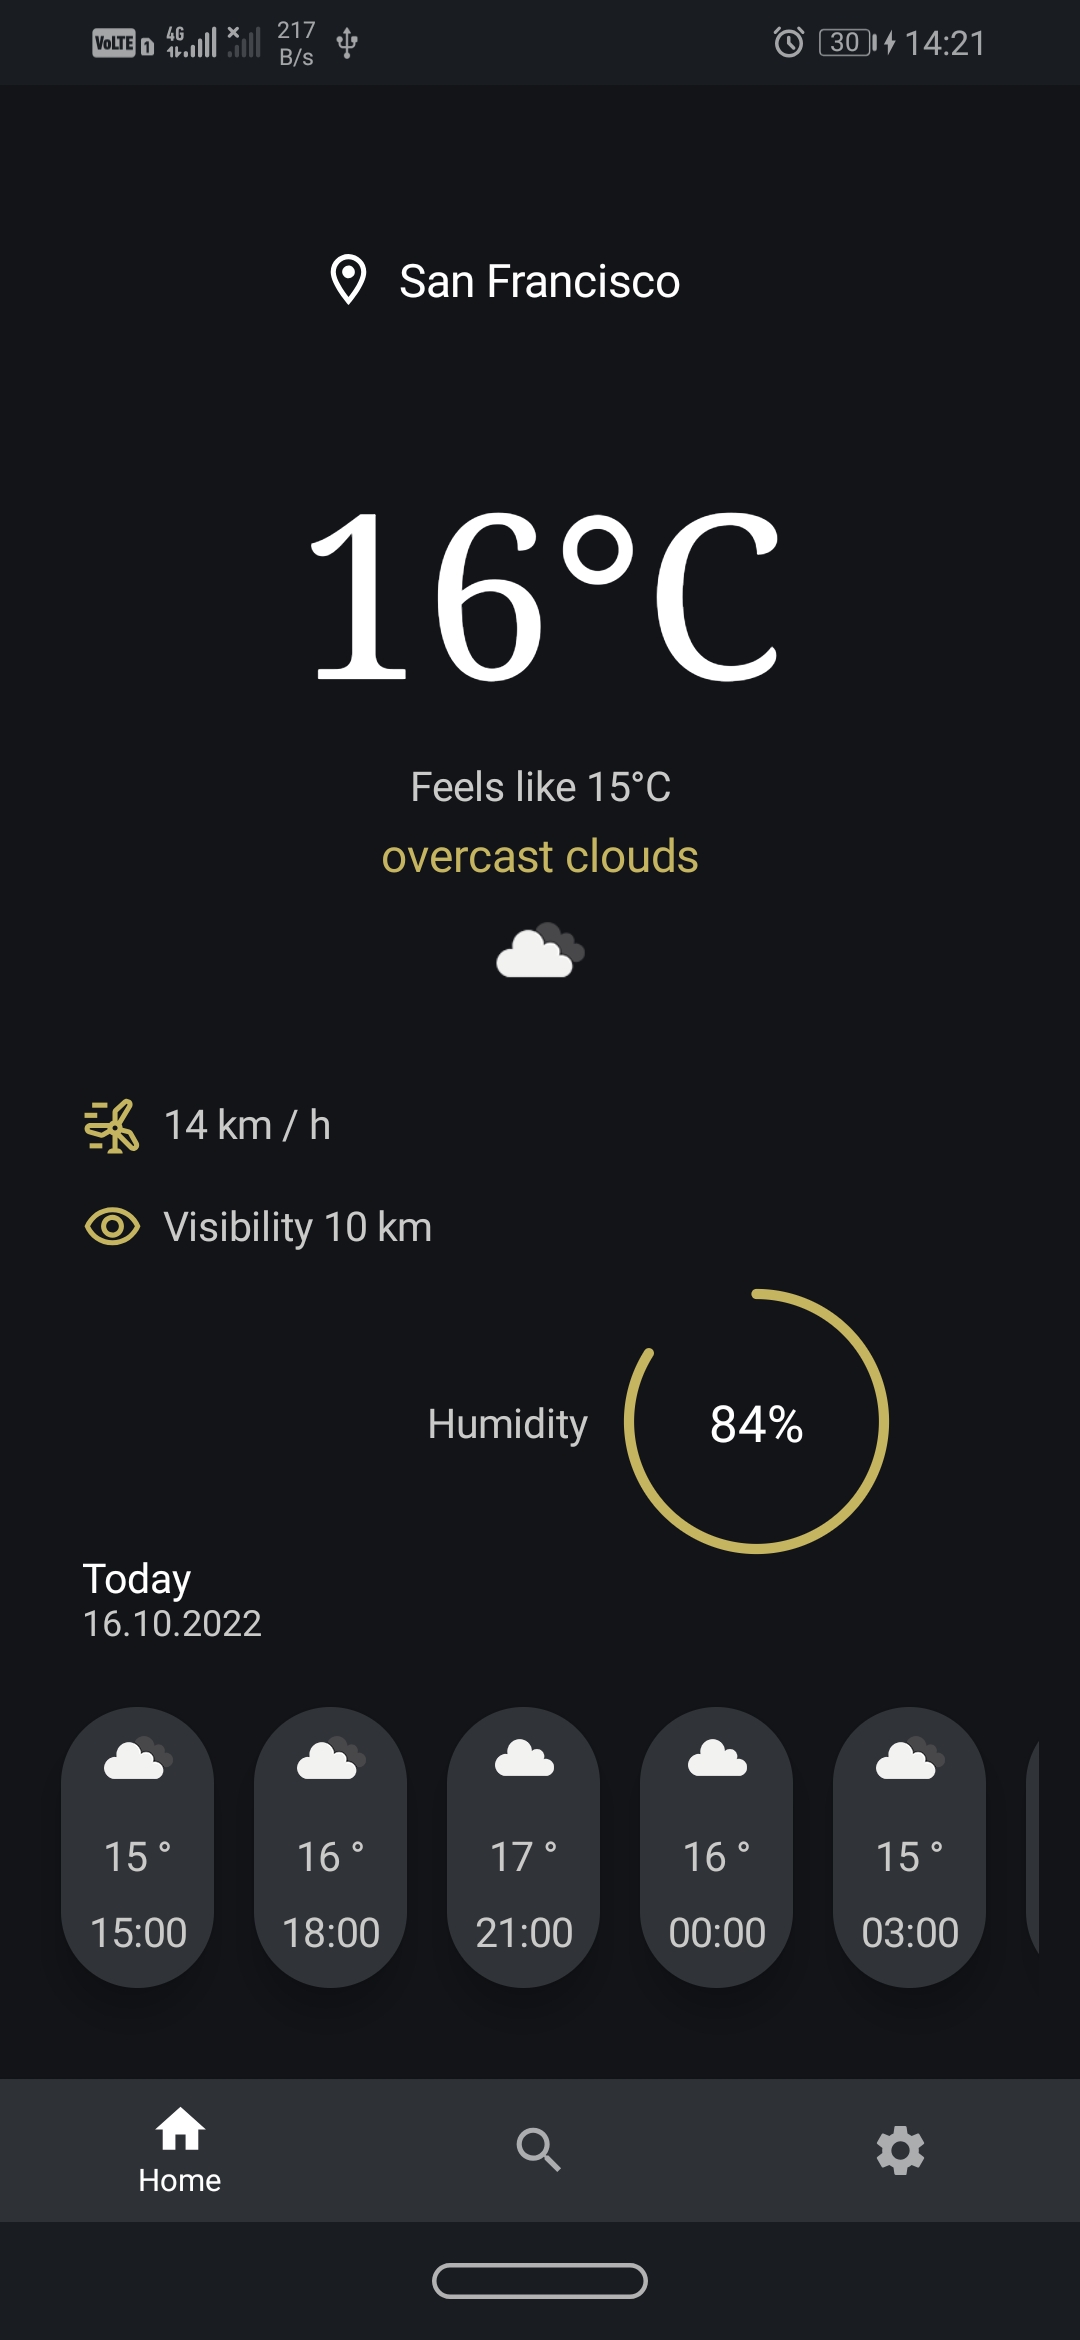 VoLTE 1 4G 217 B/s 30 14:21
San Francisco
16°C
Feels like 15°C
overcast clouds
14 km / h
Visibility 10 km
Humidity 84%
Today
16.10.2022
15 ° 16 ° 17 ° 16 ° 15 °
15:00 18:00 21:00 00:00 03:00
Home